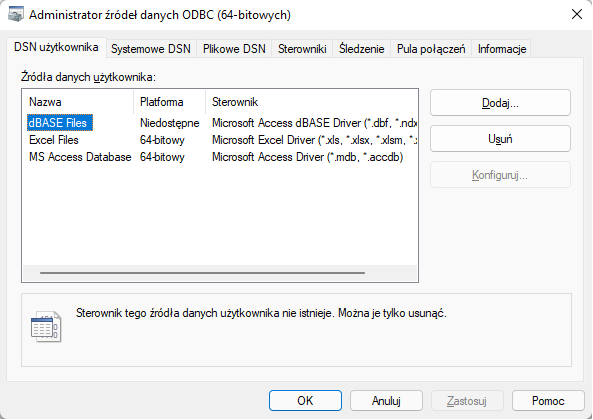 Administrator źródeł danych ODBC (64-bitowych)
DSN użytkownika Systemowe DSN Plikowe DSN Sterowniki Śledzenie Pula połączeń Informacje
Źródła danych użytkownika:
Nazwa Platforma Sterownik
dBASE Files Niedostępne Microsoft Access dBASE Driver (*.dbf, *.ndx
Excel Files 64-bitowy Microsoft Excel Driver (*.xls, *.xlsx, *.xlsm, *.
MS Access Database 64-bitowy Microsoft Access Driver (*.mdb, *.accdb)
Dodaj...
Usuń
Konfiguruj...
Sterownik tego źródła danych użytkownika nie istnieje. Można je tylko usunąć.
OK Anuluj Zastosuj Pomoc